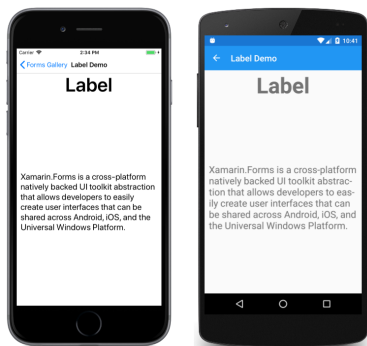 Carrier 2:34 PM
Forms Gallery Label Demo
Label
Xamarin.Forms is a cross-platform
natively backed UI toolkit abstraction
that allows developers to easily
create user interfaces that can be
shared across Android, iOS, and the
Universal Windows Platform.
10:41
Label Demo
Label
Xamarin.Forms is a cross-platform
natively backed UI toolkit abstrac-
tion that allows developers to eas-
ily create user interfaces that can
be shared across Android, iOS, and
the Universal Windows Platform.